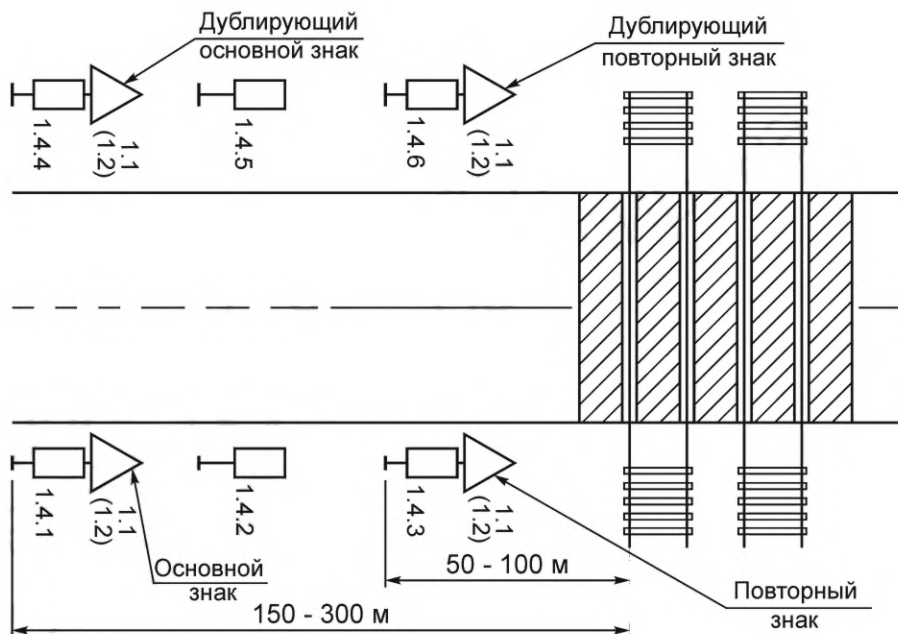 Дублирующий
основной знак
Дублирующий
повторный знак
1.4.4
1.1
(1.2)
1.4.5
1.4.6
1.1
(1.2)
1.4.1
1.1
(1.2)
1.4.2
1.4.3
1.1
(1.2)
Основной
знак
50 - 100 м
150 - 300 м
Повторный
знак